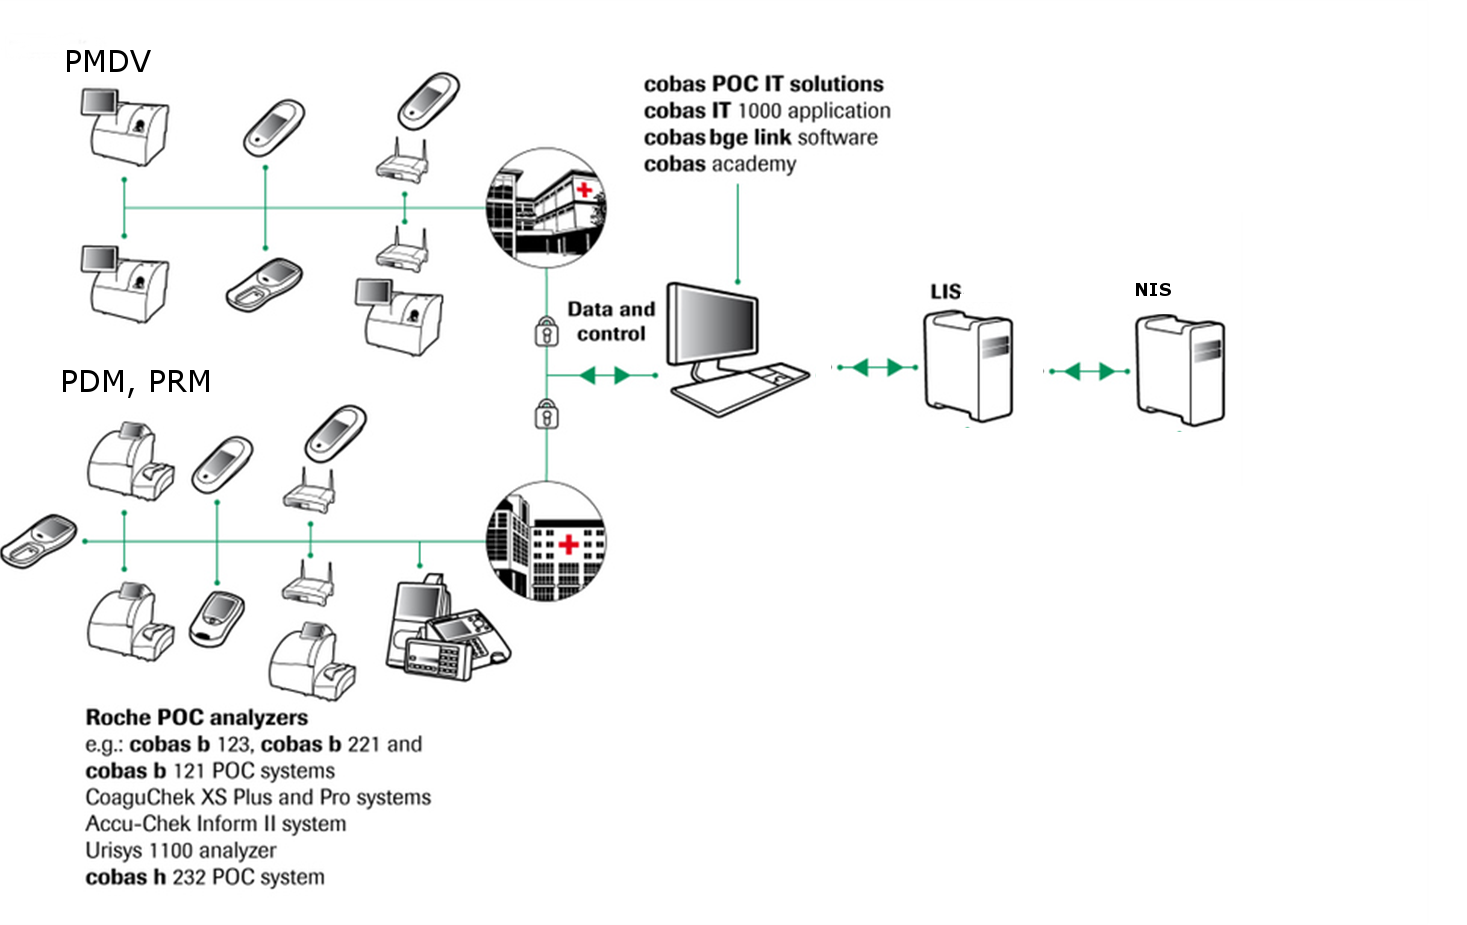 PMDV
cobas POC IT solutions
cobas IT 1000 application
cobas bge link software
cobas academy
Data and
control
LIS
NIS
PDM, PRM
Roche POC analyzers
e.g.: cobas b 123, cobas b 221 and
cobas b 121 POC systems
CoaguChek XS Plus and Pro systems
Accu-Chek Inform II system
Urisys 1100 analyzer
cobas h 232 POC system